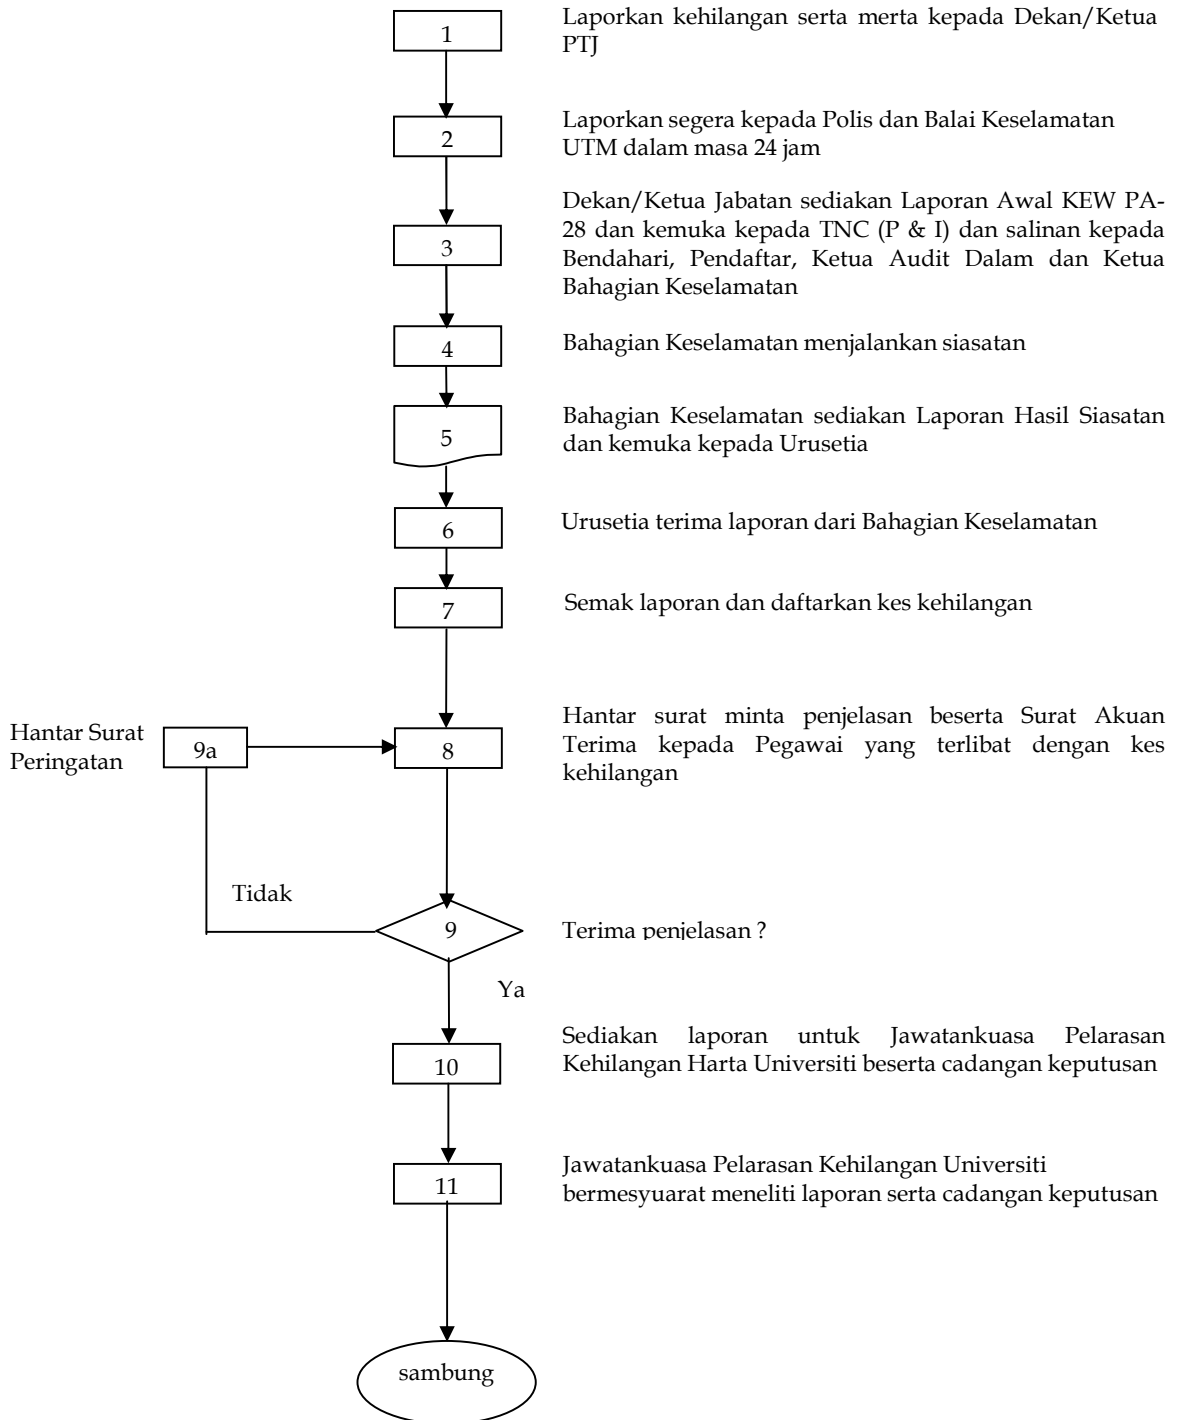 1
Laporkan kehilangan serta merta kepada Dekan/Ketua
PTJ
2
Laporkan segera kepada Polis dan Balai Keselamatan
UTM dalam masa 24 jam
3
Dekan/Ketua Jabatan sediakan Laporan Awal KEW PA-
28 dan kemuka kepada TNC (P & I) dan salinan kepada
Bendahari, Pendaftar, Ketua Audit Dalam dan Ketua
Bahagian Keselamatan
4
Bahagian Keselamatan menjalankan siasatan
5
Bahagian Keselamatan sediakan Laporan Hasil Siasatan
dan kemuka kepada Urusetia
6
Urusetia terima laporan dari Bahagian Keselamatan
7
Semak laporan dan daftarkan kes kehilangan
Hantar Surat
Peringatan
9a
8
Hantar surat minta penjelasan beserta Surat Akuan
Terima kepada Pegawai yang terlibat dengan kes
kehilangan
Tidak
9
Terima penjelasan ?
Ya
10
Sediakan laporan untuk Jawatankuasa Pelarasan
Kehilangan Harta Universiti beserta cadangan keputusan
11
Jawatankuasa Pelarasan Kehilangan Universiti
bermesyuarat meneliti laporan serta cadangan keputusan
sambung